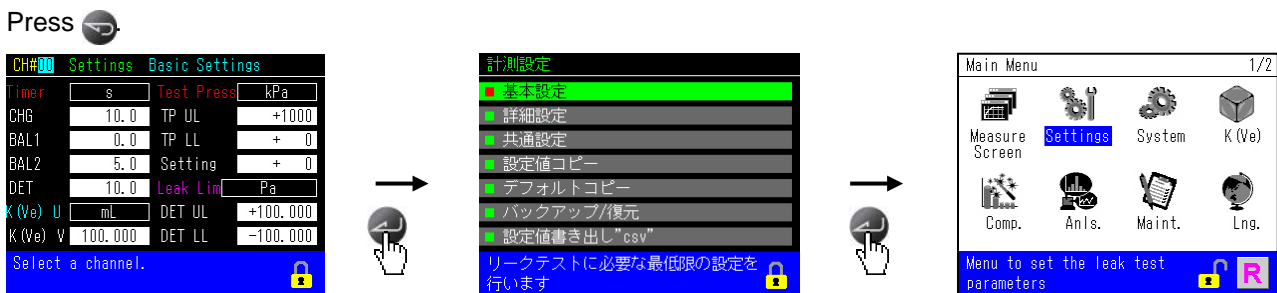 Press .
CH#00 Settings Basic Settings
Timer s Test Press kPa
CHG 10.0 TP UL +1000
BAL1 0.0 TP LL + 0
BAL2 5.0 Setting + 0
DET 10.0 Leak Lim Pa
K(Ve) U mL DET UL +100.000
K(Ve) V 100.000 DET LL -100.000
Select a channel.
計測設定
基本設定
詳細設定
共通設定
設定値コピー
デフォルトコピー
バックアップ/復元
設定値書き出し"csv"
リークテストに必要な最低限の設定を
行います
Main Menu 1/2
Measure Settings System K(Ve)
Screen
Comp. Anls. Maint. Lng.
Menu to set the leak test
parameters R